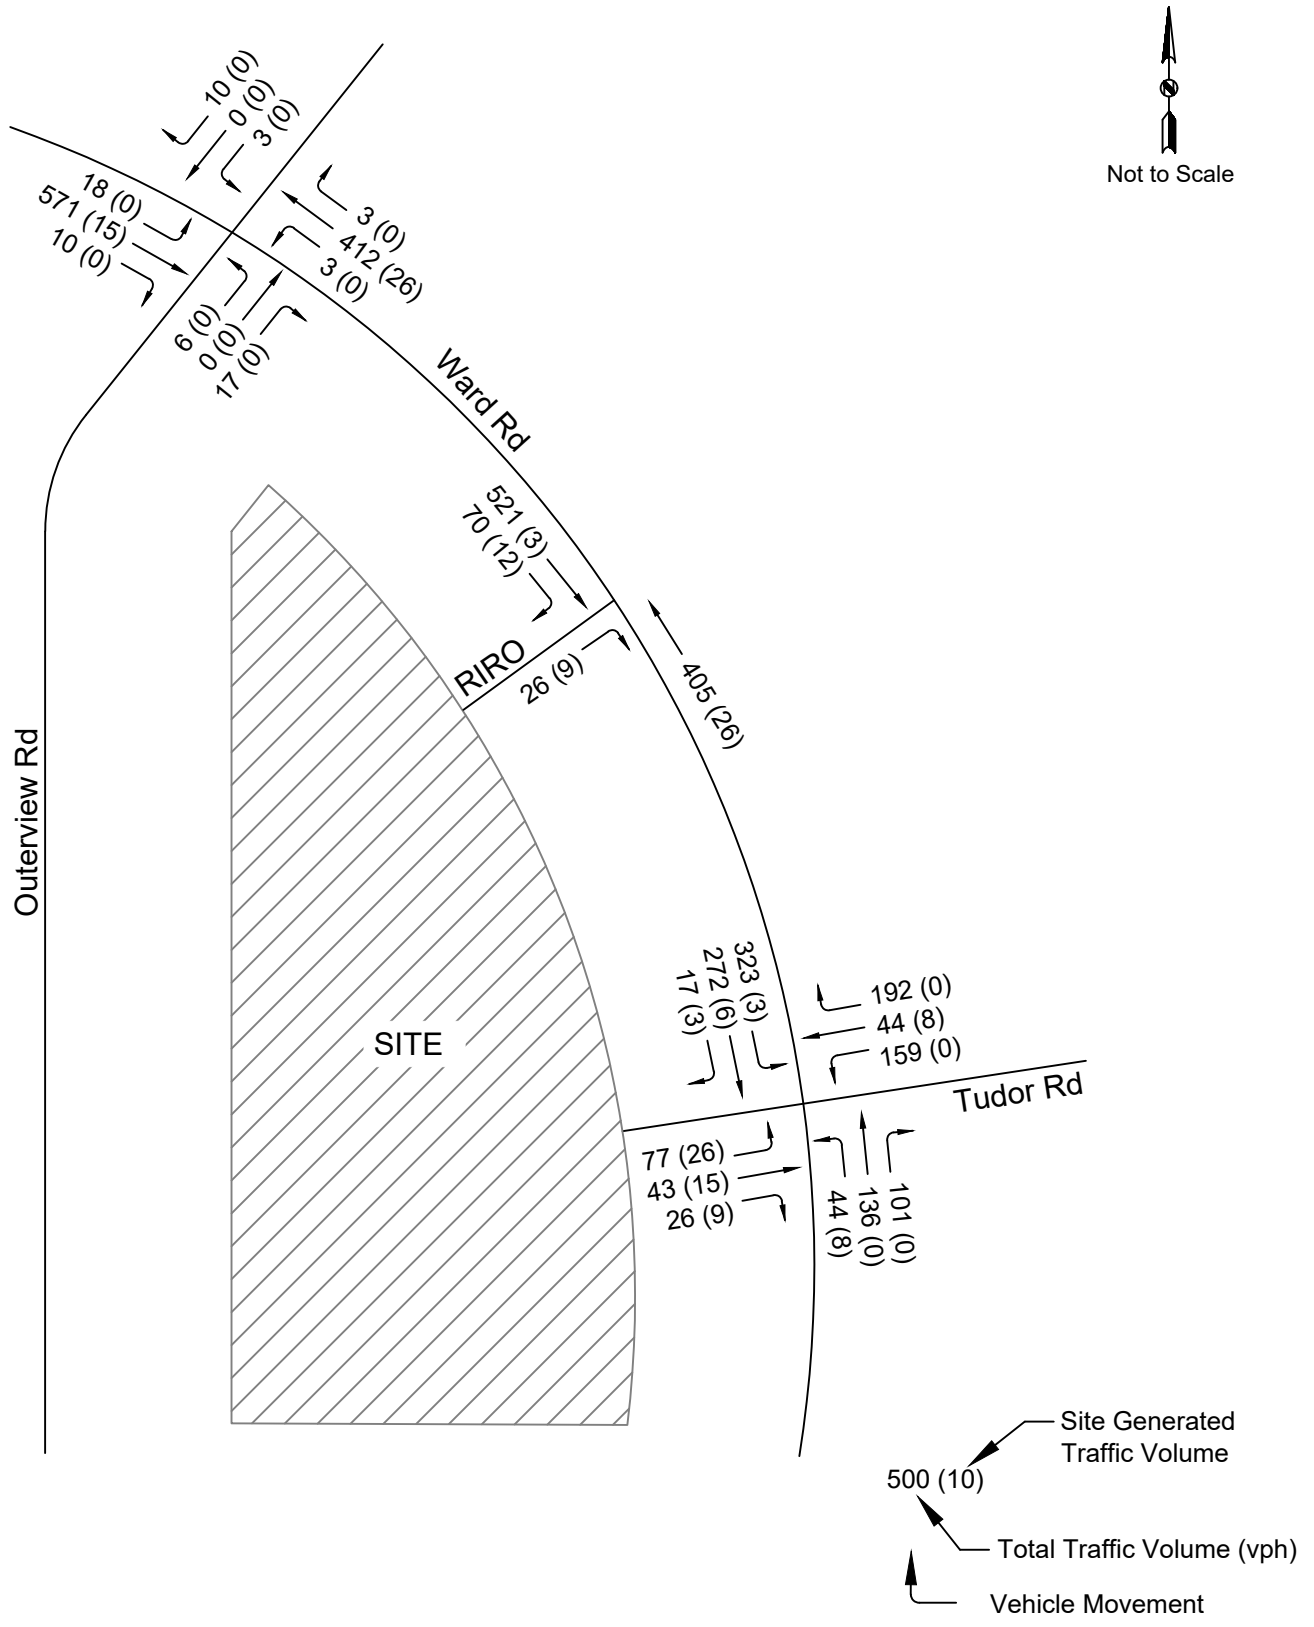 N
Not to Scale
10 (0)
0 (0)
3 (0)
18 (0)
571 (15)
10 (0)
3 (0)
412 (26)
3 (0)
6 (0)
0 (0)
17 (0)
Ward Rd
521 (3)
70 (12)
RIRO
26 (9)
405 (26)
Outerview Rd
SITE
323 (3)
272 (6)
17 (3)
192 (0)
44 (8)
159 (0)
Tudor Rd
77 (26)
43 (15)
26 (9)
44 (8)
136 (0)
101 (0)
Site Generated
Traffic Volume
500 (10)
Total Traffic Volume (vph)
Vehicle Movement